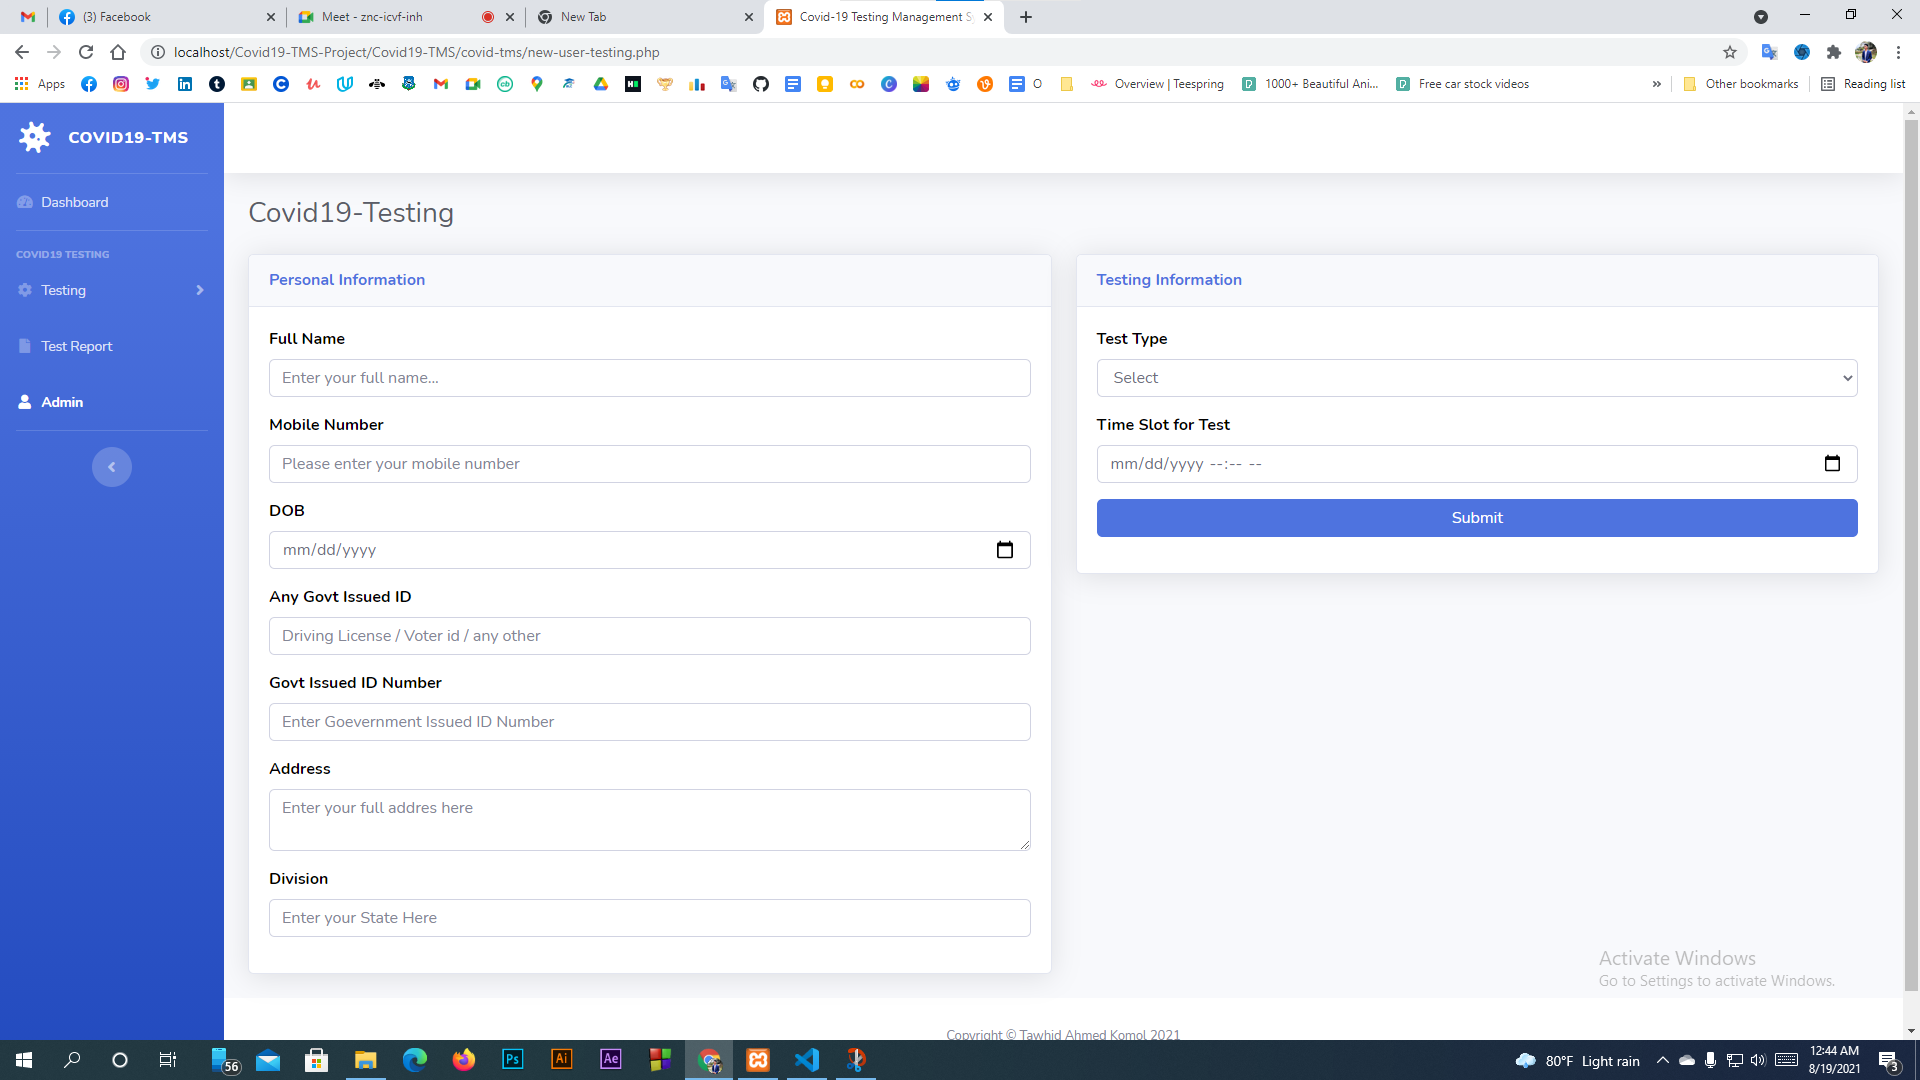 (3) Facebook
Meet - znc-icvf-inh
New Tab
Covid-19 Testing Management S
localhost/Covid19-TMS-Project/Covid19-TMS/covid-tms/new-user-testing.php
Apps
O
Overview | Teespring
1000+ Beautiful Ani...
Free car stock videos
»
Other bookmarks
Reading list
COVID19-TMS
Dashboard
COVID19 TESTING
Testing
Test Report
Admin
Covid19-Testing
Personal Information
Full Name
Enter your full name...
Mobile Number
Please enter your mobile number
DOB
mm/dd/yyyy
Any Govt Issued ID
Driving License / Voter id / any other
Govt Issued ID Number
Enter Goevernment Issued ID Number
Address
Enter your full addres here
Division
Enter your State Here
Testing Information
Test Type
Select
Time Slot for Test
mm/dd/yyyy --:-- --
Submit
Activate Windows
Go to Settings to activate Windows.
Copyright © Tawhid Ahmed Komol 2021
56
Ps
Ai
Ae
80°F Light rain
12:44 AM
8/19/2021
3